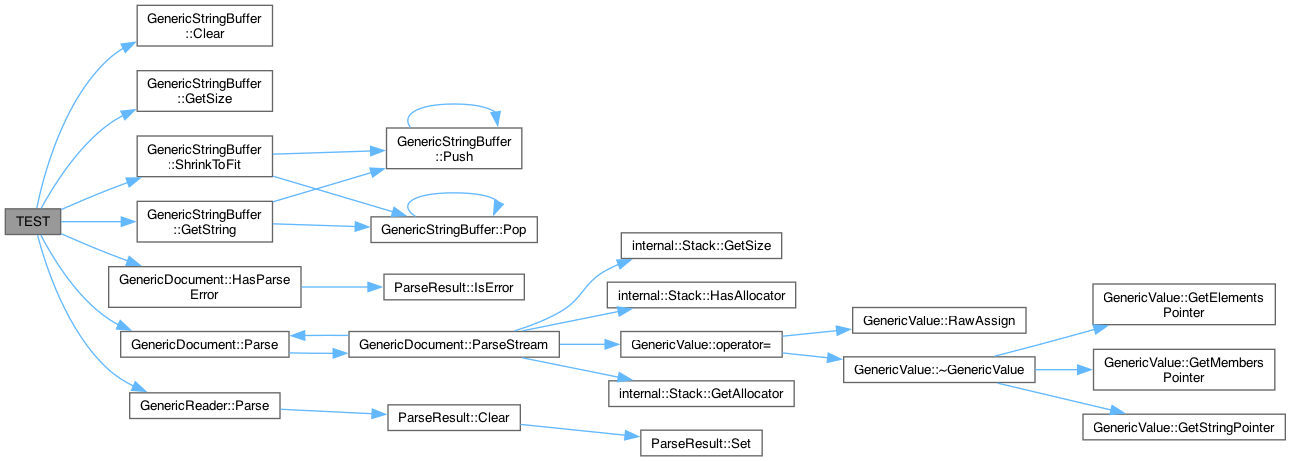 GenericStringBuffer
::Clear
GenericStringBuffer
::GetSize
GenericStringBuffer
::ShrinkToFit
GenericStringBuffer
::Push
TEST
GenericStringBuffer
::GetString
GenericStringBuffer::Pop
internal::Stack::GetSize
GenericDocument::HasParse
Error
ParseResult::IsError
internal::Stack::HasAllocator
GenericValue::GetElements
Pointer
GenericValue::RawAssign
GenericDocument::Parse
GenericDocument::ParseStream
GenericValue::operator=
GenericValue::~GenericValue
GenericValue::GetMembers
Pointer
internal::Stack::GetAllocator
GenericReader::Parse
ParseResult::Clear
GenericValue::GetStringPointer
ParseResult::Set